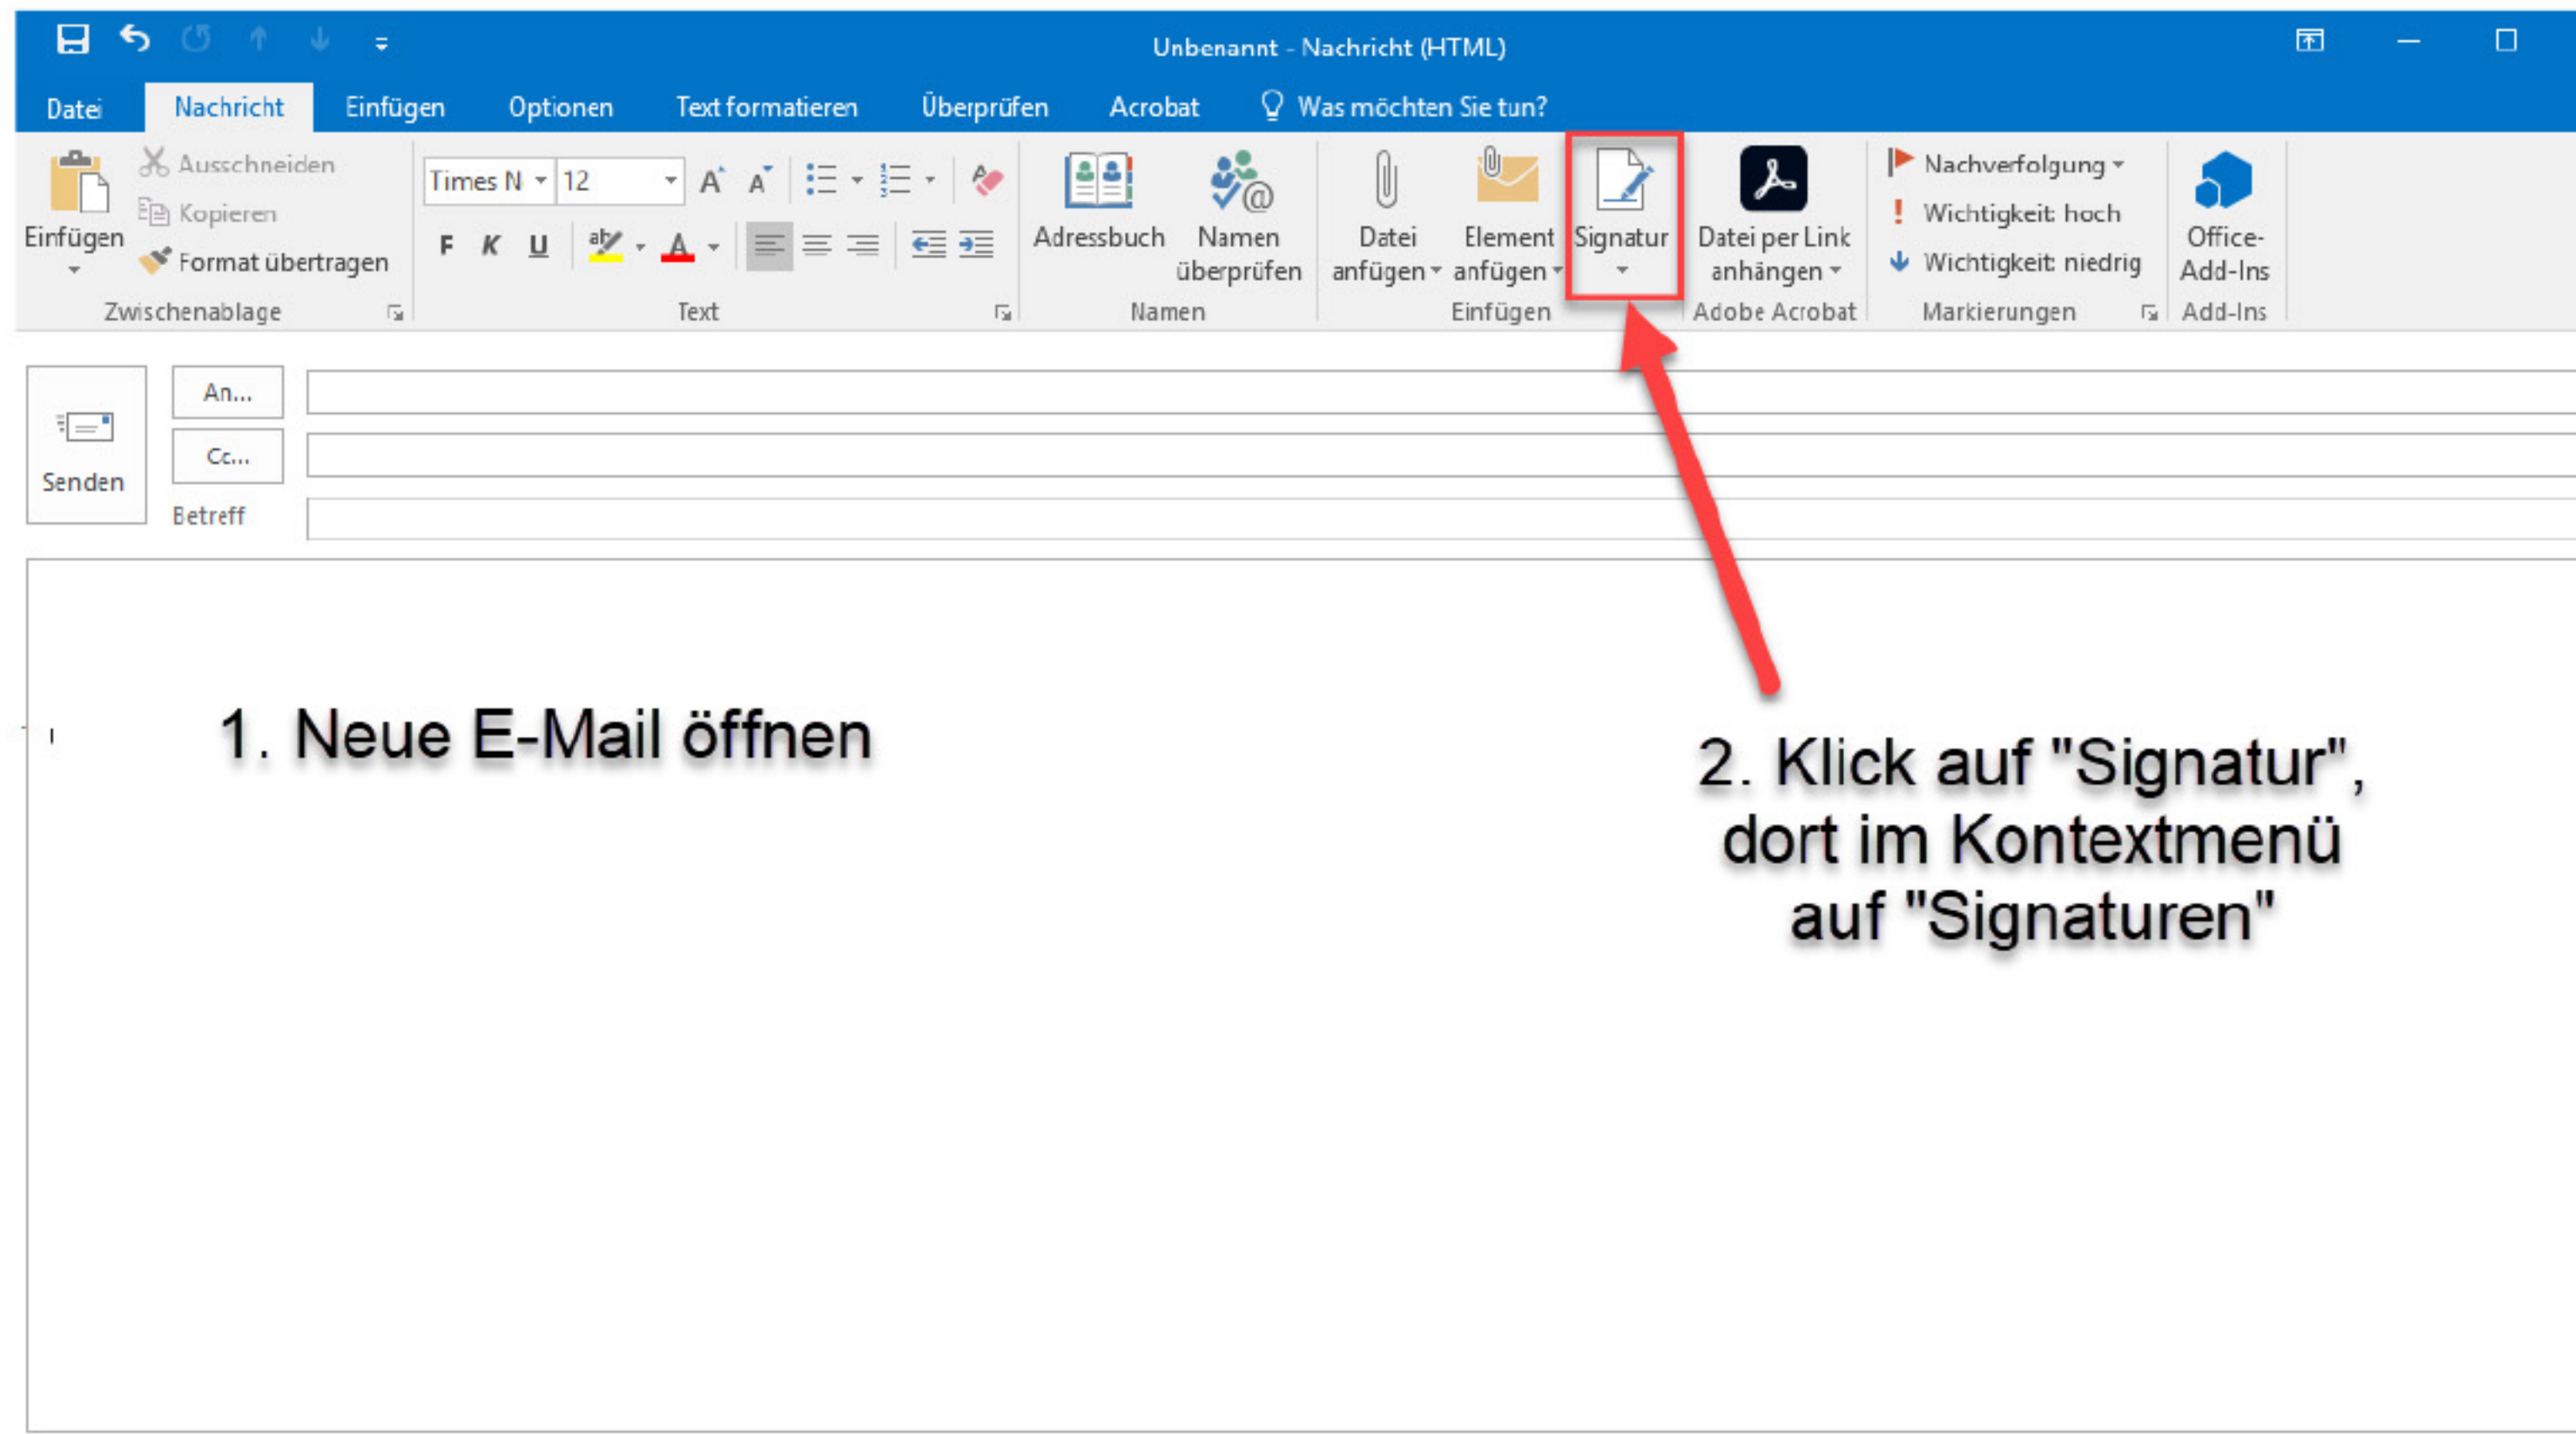 Unbenannt - Nachricht (HTML)
Datei Nachricht Einfügen Optionen Text formatieren Überprüfen Acrobat Was möchten Sie tun?
Einfügen
Ausschneiden
Kopieren
Format übertragen
Zwischenablage
Times N 12
F K U
Text
Adressbuch
Namen
überprüfen
Namen
Datei
anfügen
Element
anfügen
Signatur
Einfügen
Datei per Link
anhängen
Adobe Acrobat
Nachverfolgung
Wichtigkeit: hoch
Wichtigkeit: niedrig
Markierungen
Office-
Add-Ins
Add-Ins
Senden
An...
Cc...
Betreff
1. Neue E-Mail öffnen
2. Klick auf "Signatur",
dort im Kontextmenü
auf "Signaturen"